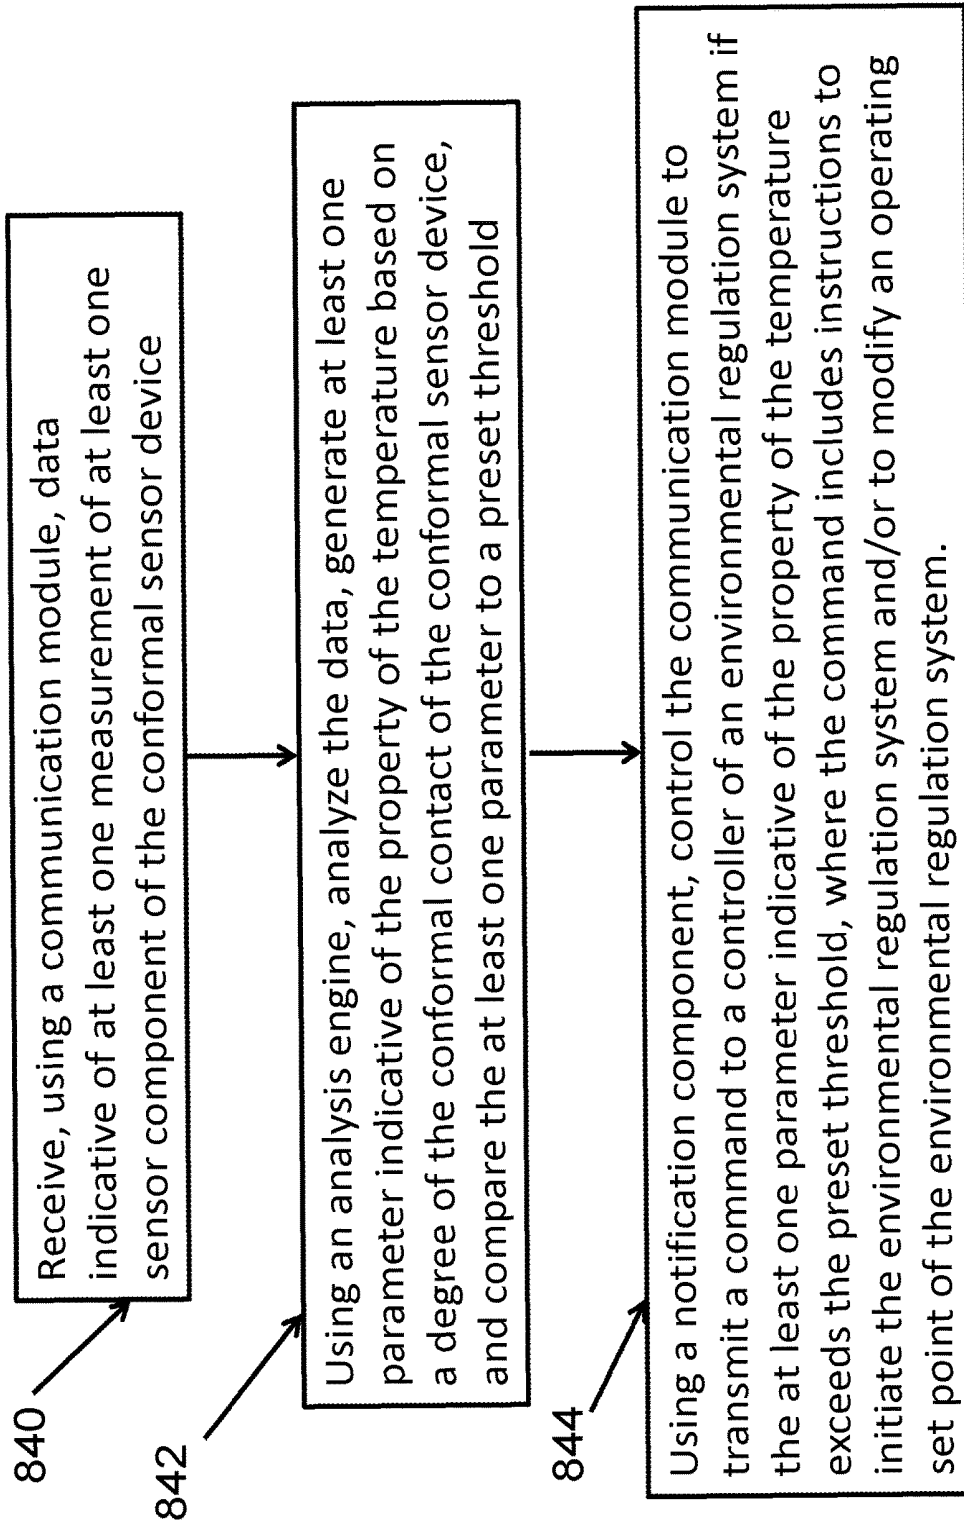 840
Receive, using a communication module, data
indicative of at least one measurement of at least one
sensor component of the conformal sensor device
842
Using an analysis engine, analyze the data, generate at least one
parameter indicative of the property of the temperature based on
a degree of the conformal contact of the conformal sensor device,
and compare the at least one parameter to a preset threshold
844
Using a notification component, control the communication module to
transmit a command to a controller of an environmental regulation system if
the at least one parameter indicative of the property of the temperature
exceeds the preset threshold, where the command includes instructions to
initiate the environmental regulation system and/or to modify an operating
set point of the environmental regulation system.